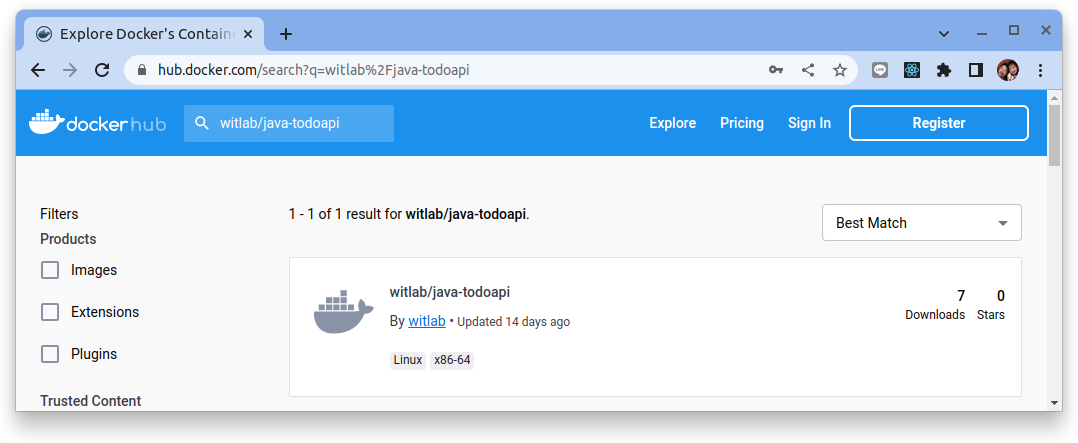 Explore Docker's Contain
hub.docker.com/search?q=witlab%2Fjava-todoapi
docker hub
witlab/java-todoapi
Explore
Pricing
Sign In
Register
Filters
1 - 1 of 1 result for witlab/java-todoapi.
Best Match
Products
Images
Extensions
Plugins
Trusted Content
witlab/java-todoapi
By witlab • Updated 14 days ago
Linux x86-64
7 0
Downloads Stars